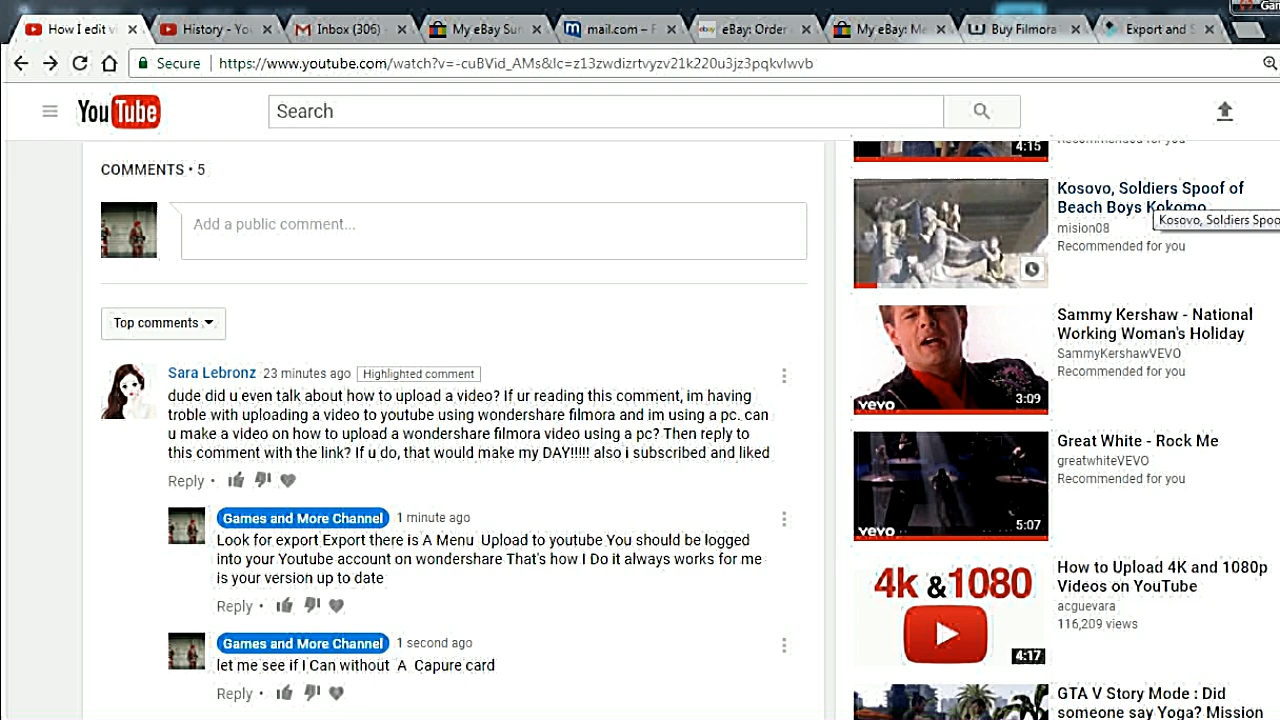 How I edit vi
History - Yo
Inbox (306) -
My eBay Sum
mail.com – F
eBay: Order
My eBay: Me
Buy Filmora
Export and S
Secure | https://www.youtube.com/watch?v=-cuBVid_AMs&lc=z13zwdizrtvyzv21k220u3jz3pqkvlwvb
YouTube
Search
COMMENTS • 5
Add a public comment...
Top comments
Sara Lebronz 23 minutes ago Highlighted comment
dude did u even talk about how to upload a video? If ur reading this comment, im having
troble with uploading a video to youtube using wondershare filmora and im using a pc. can
u make a video on how to upload a wondershare filmora video using a pc? Then reply to
this comment with the link? If u do, that would make my DAY!!!!! also i subscribed and liked
Reply •
Games and More Channel 1 minute ago
Look for export Export there is A Menu Upload to youtube You should be logged
into your Youtube account on wondershare That's how I Do it always works for me
is your version up to date
Reply •
Games and More Channel 1 second ago
let me see if I Can without A Capure card
Reply •
4:15
Recommended for you
Kosovo, Soldiers Spoof of
Beach Boys Kokomo
Kosovo, Soldiers Spoo
mision08
Recommended for you
Sammy Kershaw - National
Working Woman's Holiday
SammyKershawVEVO
Recommended for you
vevo
3:09
Great White - Rock Me
greatwhiteVEVO
Recommended for you
vevo
5:07
How to Upload 4K and 1080p
Videos on YouTube
acguevara
116,209 views
4k &1080
4:17
GTA V Story Mode : Did
someone say Yoga? Mission